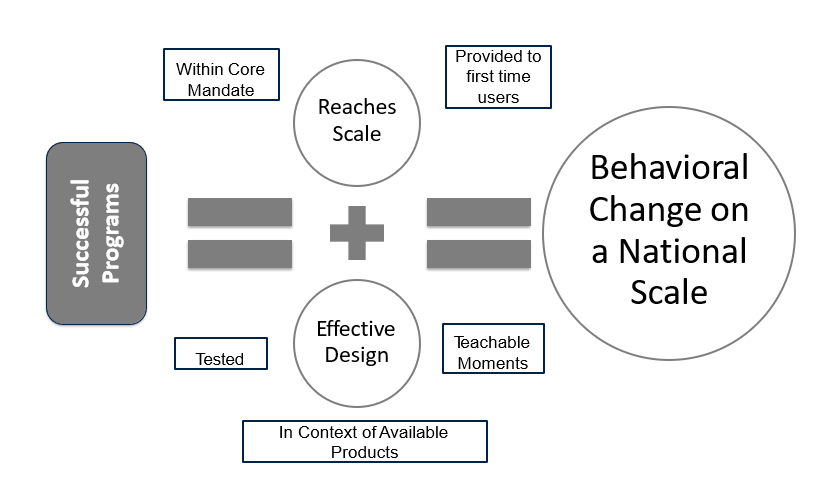 Within Core
Mandate
Reaches
Scale
Provided to
first time
users
Successful
Programs
Behavioral
Change on
a National
Scale
Tested
Effective
Design
Teachable
Moments
In Context of Available
Products